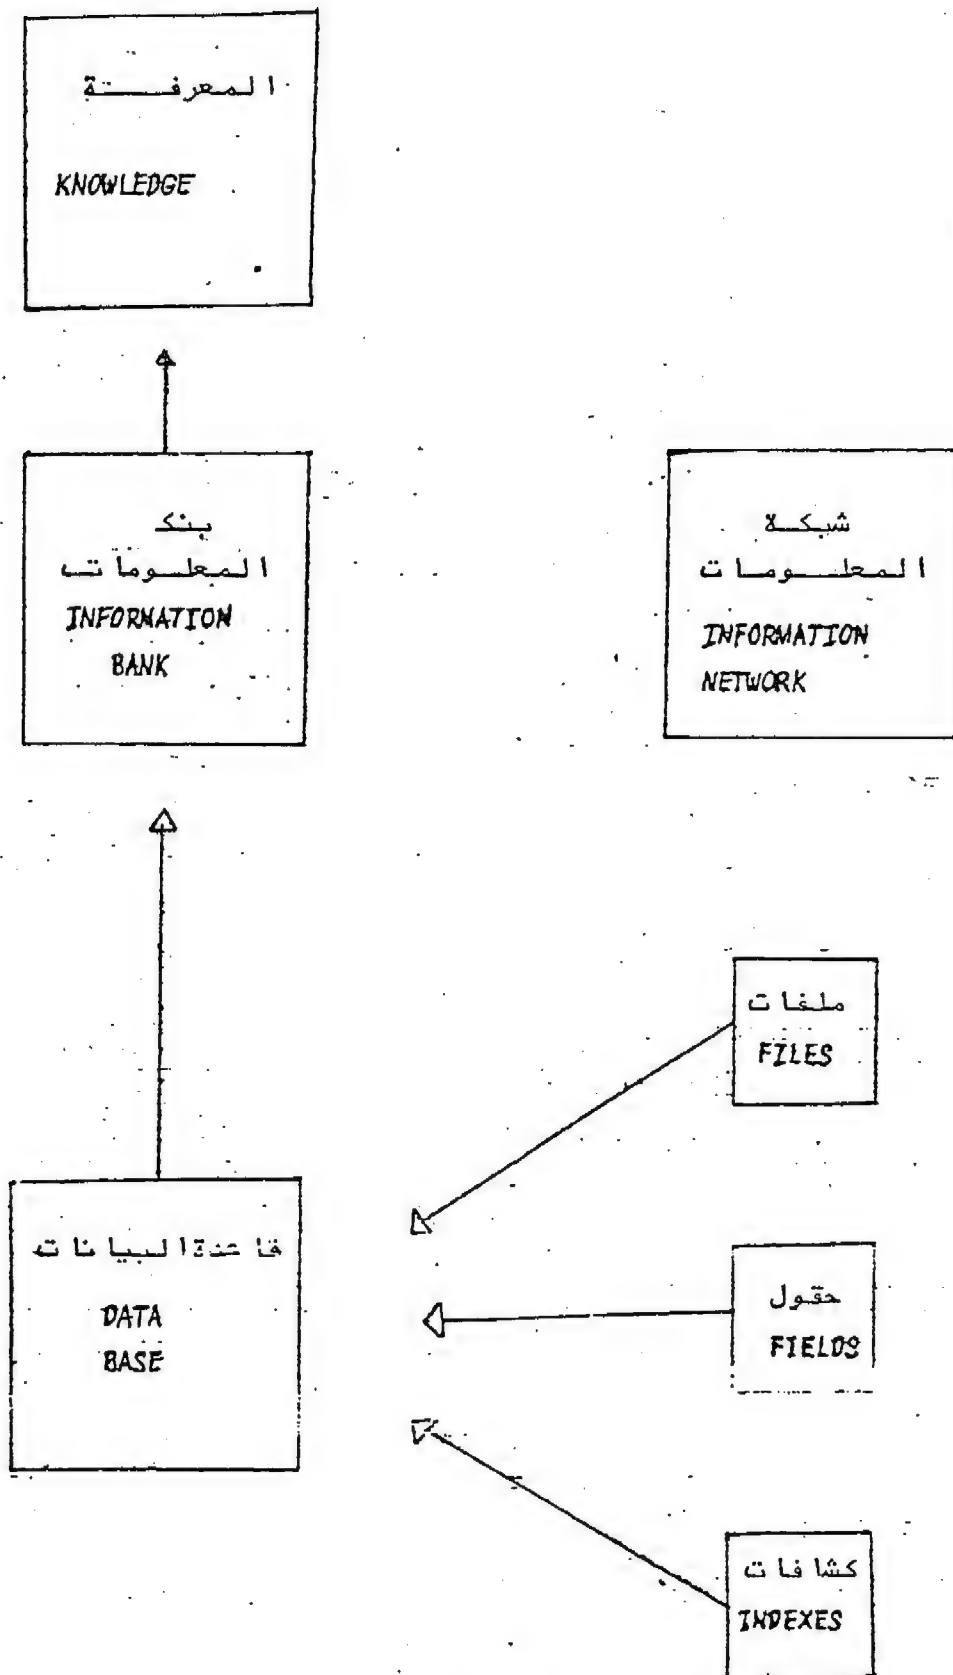 المعرفة
KNOWLEDGE
بنك
المعلومات
INFORMATION
BANK
شبكة
المعلومات
INFORMATION
NETWORK
ملفات
FILES
قاعدة البيانات
DATA
BASE
حقول
FIELDS
كشافات
INDEXES